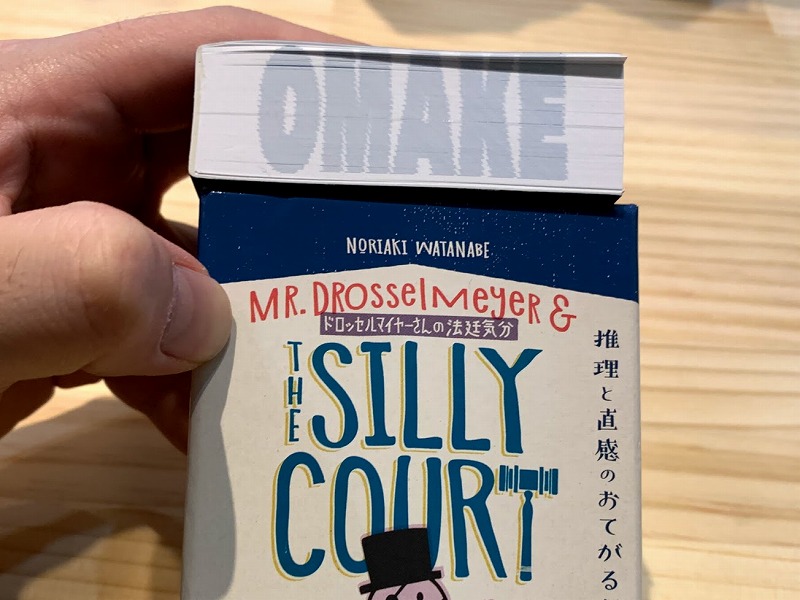 OMAKE
NORIAKI WATANABE
MR. DROSSELMEYER &
ドロッセルマイヤーさんの法廷気分
THE
SILLY
COURT
推理と直感のおてがる